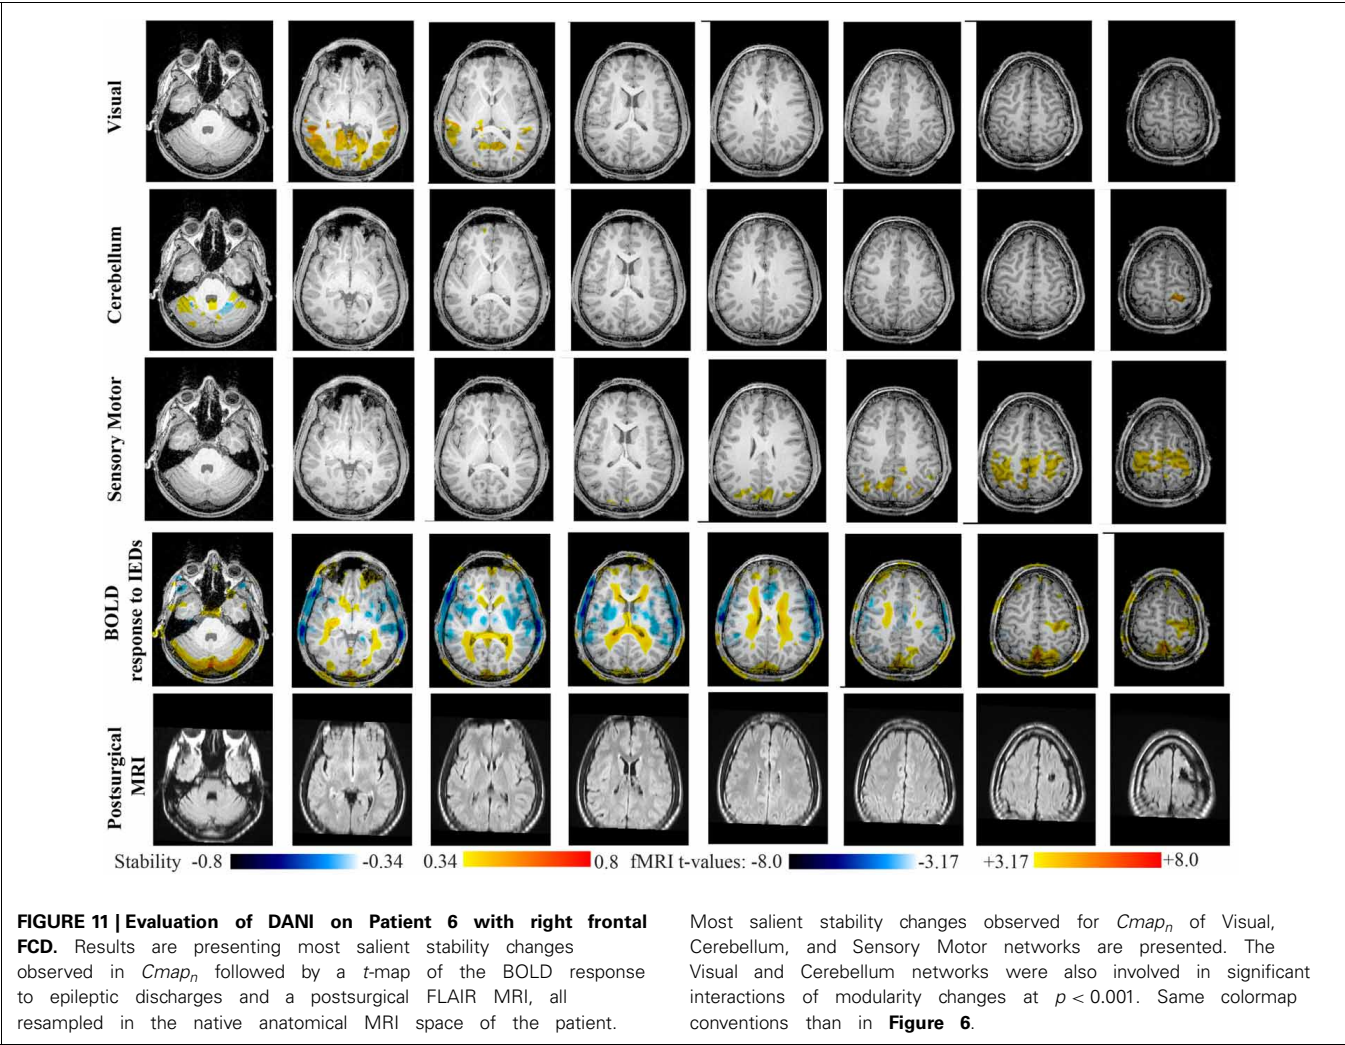 Visual
Cerebellum
Sensory Motor
BOLD
response to IEDs
Postsurgical
MRI
Stability -0.8 -0.34 0.34 0.8 fMRI t-values: -8.0 -3.17 +3.17 +8.0
FIGURE 11 | Evaluation of DANI on Patient 6 with right frontal
FCD. Results are presenting most salient stability changes
observed in Cmapn followed by a t-map of the BOLD response
to epileptic discharges and a postsurgical FLAIR MRI, all
resampled in the native anatomical MRI space of the patient.
Most salient stability changes observed for Cmapn of Visual,
Cerebellum, and Sensory Motor networks are presented. The
Visual and Cerebellum networks were also involved in significant
interactions of modularity changes at p < 0.001. Same colormap
conventions than in Figure 6.